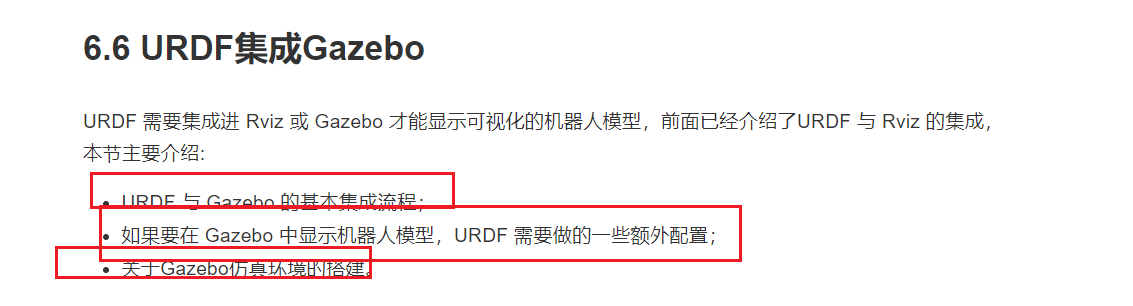 6.6 URDF集成Gazebo
URDF 需要集成进 Rviz 或 Gazebo 才能显示可视化的机器人模型，前面已经介绍了URDF 与 Rviz 的集成，
本节主要介绍:
• URDF 与 Gazebo 的基本集成流程；
• 如果要在 Gazebo 中显示机器人模型，URDF 需要做的一些额外配置；
• 关于Gazebo仿真环境的搭建。